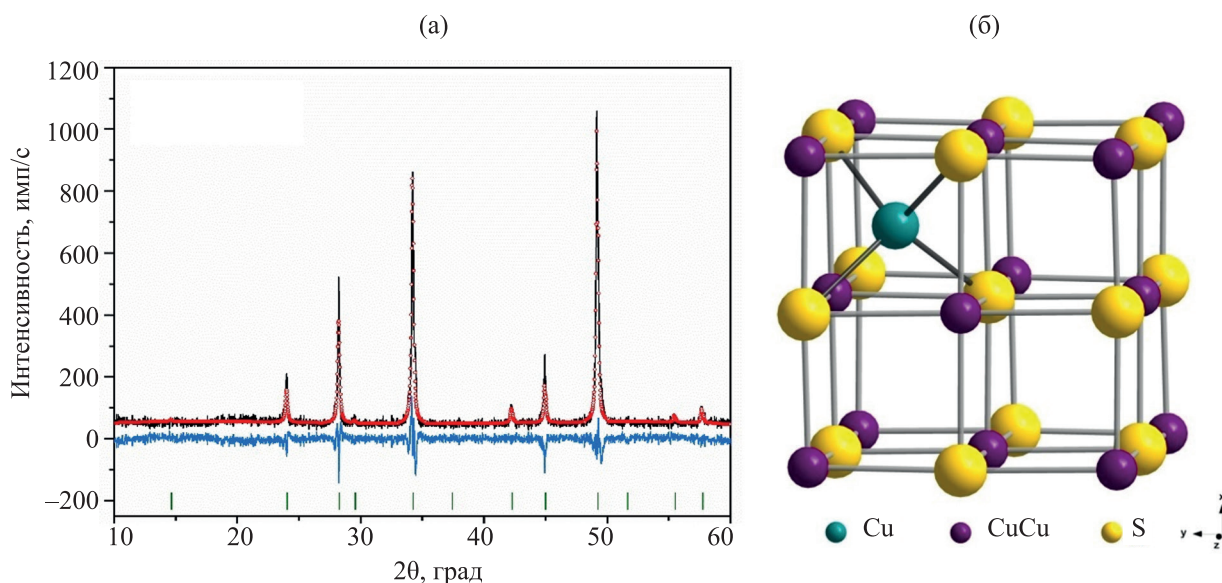 (а)
Интенсивность, имп/с
1200
1000
800
600
400
200
0
–200
10 20 30 40 50 60
2θ, град
(б)
Cu CuCu S
x
y
z